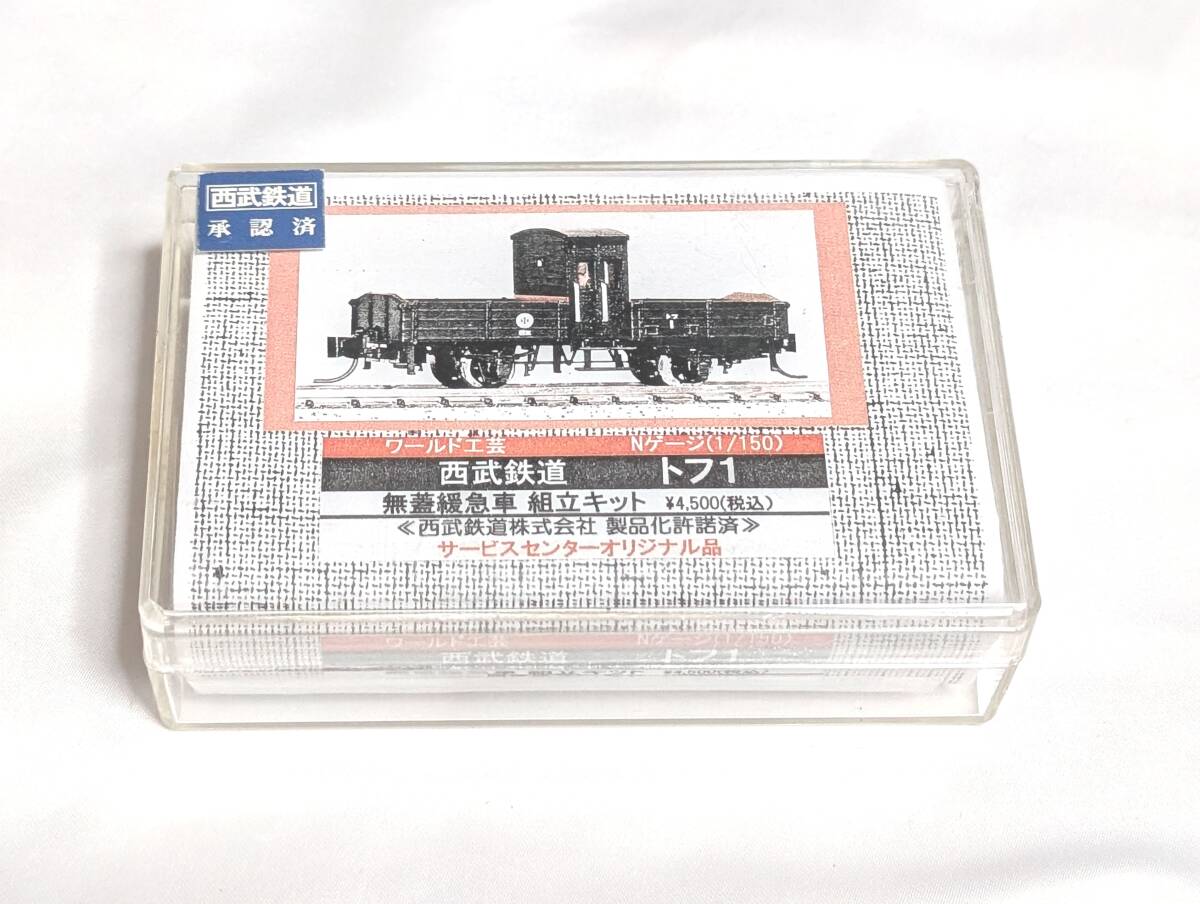 西武鉄道
承認済
ワールド工芸 Nゲージ(1/150)
西武鉄道 トフ1
無蓋緩急車 組立キット ¥4,500(税込)
≪西武鉄道株式会社 製品化許諾済≫
サービスセンターオリジナル品